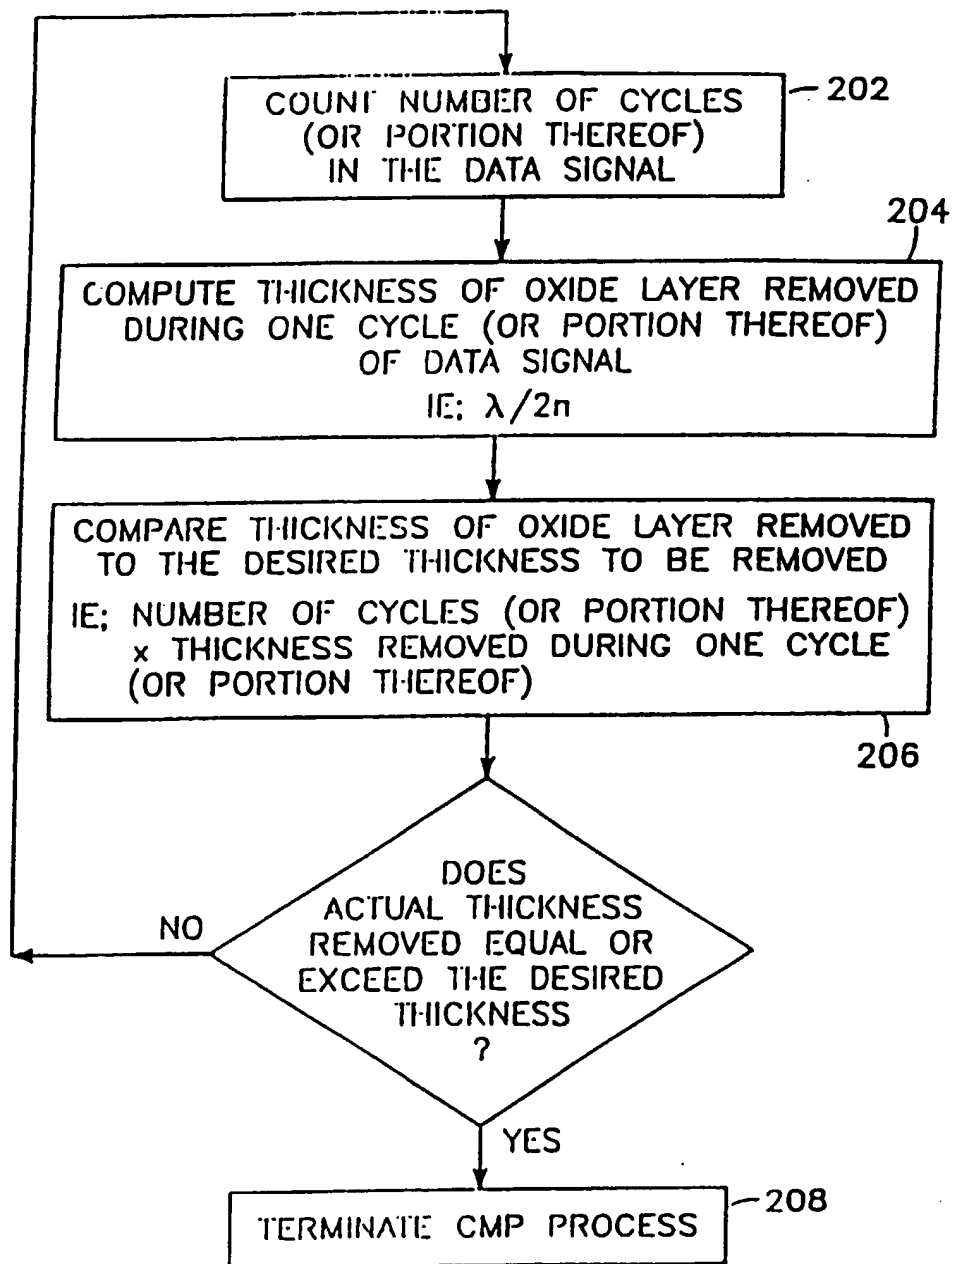 COUNT NUMBER OF CYCLES
(OR PORTION THEREOF)
IN THE DATA SIGNAL
202
204
COMPUTE THICKNESS OF OXIDE LAYER REMOVED
DURING ONE CYCLE (OR PORTION THEREOF)
OF DATA SIGNAL
IE; λ/2n
COMPARE THICKNESS OF OXIDE LAYER REMOVED
TO THE DESIRED THICKNESS TO BE REMOVED
IE; NUMBER OF CYCLES (OR PORTION THEREOF)
x THICKNESS REMOVED DURING ONE CYCLE
(OR PORTION THEREOF)
206
DOES
ACTUAL THICKNESS
REMOVED EQUAL OR
EXCEED THE DESIRED
THICKNESS
?
NO
YES
TERMINATE CMP PROCESS
208